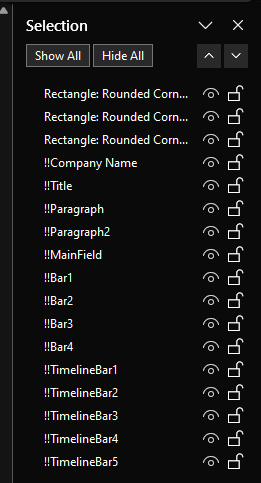 Selection
Show All Hide All
Rectangle: Rounded Corn...
Rectangle: Rounded Corn...
Rectangle: Rounded Corn...
!!Company Name
!!Title
!!Paragraph
!!Paragraph2
!!MainField
!!Bar1
!!Bar2
!!Bar3
!!Bar4
!!TimelineBar1
!!TimelineBar2
!!TimelineBar3
!!TimelineBar4
!!TimelineBar5